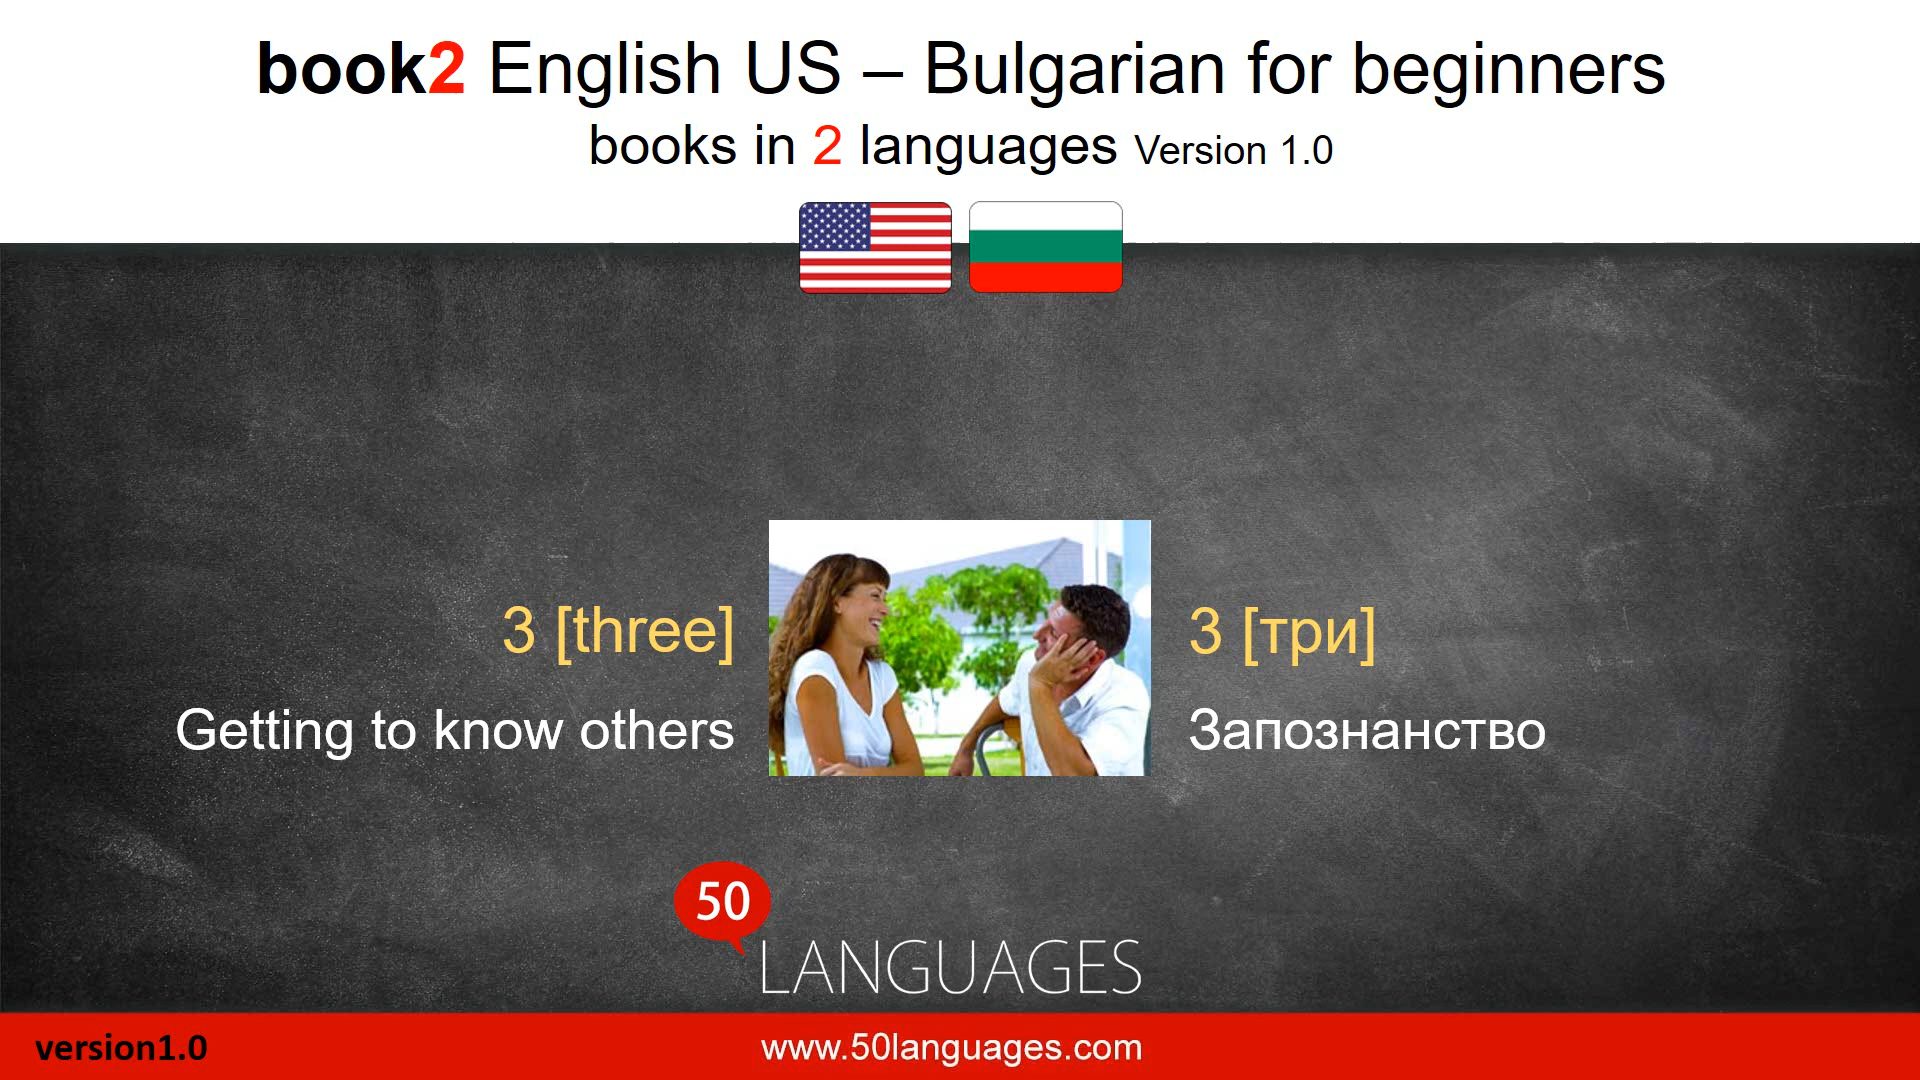 book2 English US – Bulgarian for beginners
books in 2 languages Version 1.0
3 [three]
Getting to know others
3 [три]
Запознанство
50
LANGUAGES
version1.0
www.50languages.com